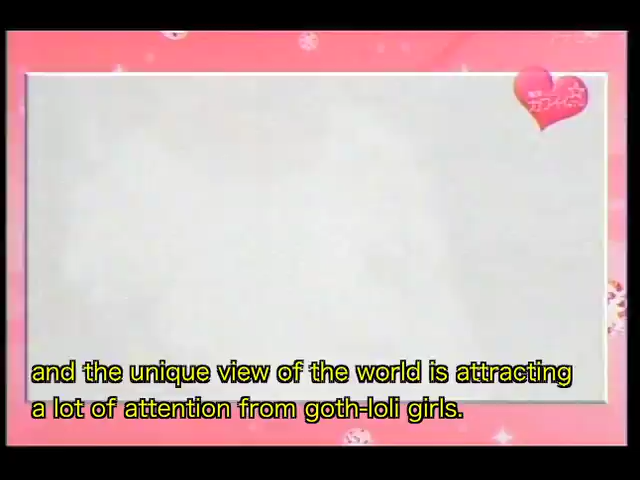 and the unique view of the world is attracting
a lot of attention from goth-loli girls.